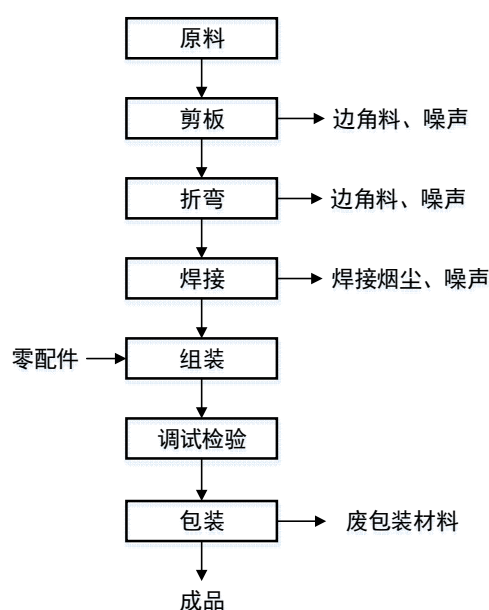 原料
剪板
边角料、噪声
折弯
边角料、噪声
焊接
焊接烟尘、噪声
零配件
组装
调试检验
包装
废包装材料
成品